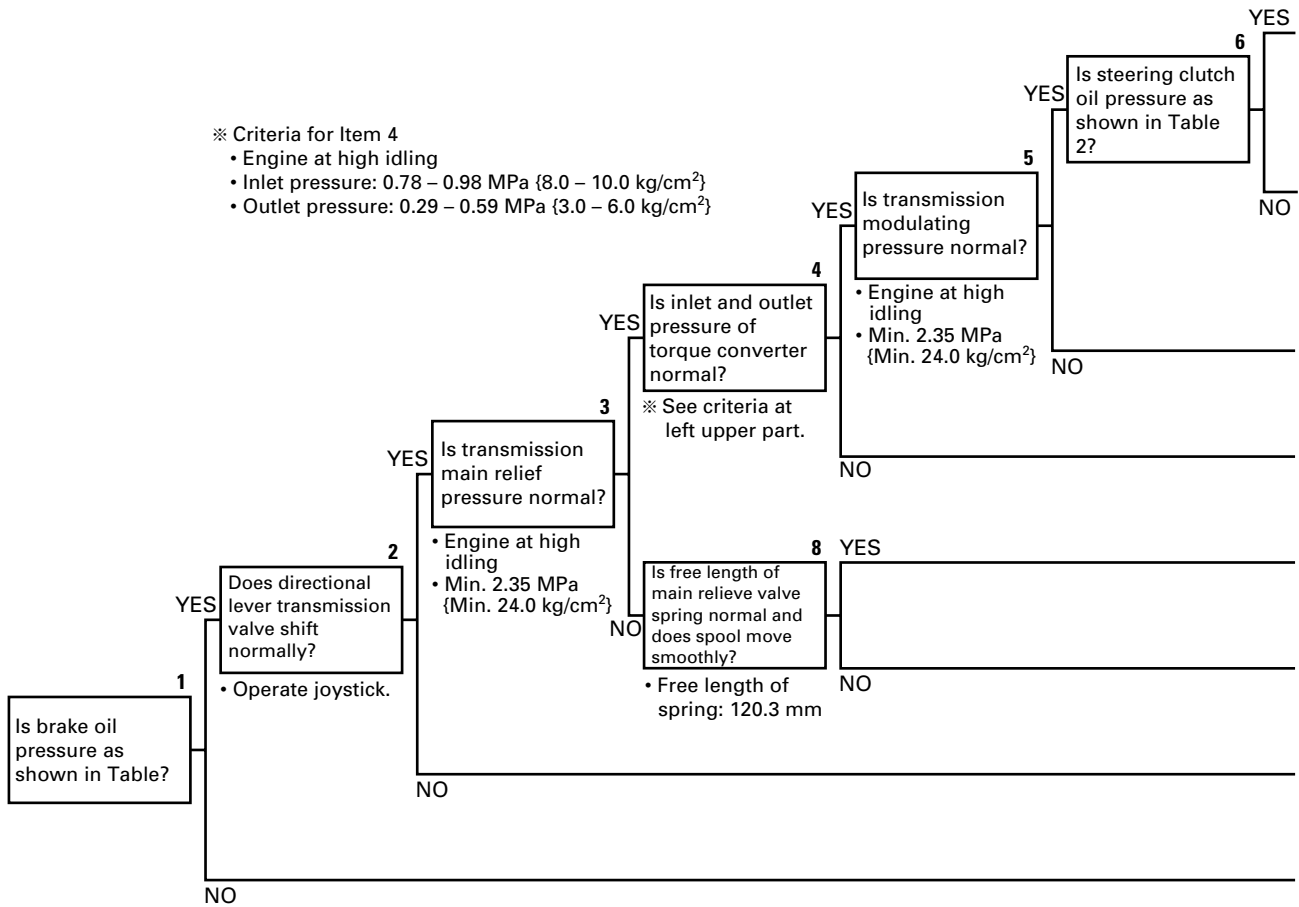 YES
6
Is steering clutch
oil pressure as
shown in Table
2?
YES
NO
※ Criteria for Item 4
• Engine at high idling
• Inlet pressure: 0.78 – 0.98 MPa {8.0 – 10.0 kg/cm²}
• Outlet pressure: 0.29 – 0.59 MPa {3.0 – 6.0 kg/cm²}
5
YES
Is transmission
modulating
pressure normal?
• Engine at high
idling
• Min. 2.35 MPa
{Min. 24.0 kg/cm²}
NO
4
YES
Is inlet and outlet
pressure of
torque converter
normal?
※ See criteria at
left upper part.
NO
3
YES
Is transmission
main relief
pressure normal?
• Engine at high
idling
• Min. 2.35 MPa
{Min. 24.0 kg/cm²}
NO
8
YES
Is free length of
main relieve valve
spring normal and
does spool move
smoothly?
• Free length of
spring: 120.3 mm
NO
2
YES
Does directional
lever transmission
valve shift
normally?
• Operate joystick.
NO
1
Is brake oil
pressure as
shown in Table?
NO